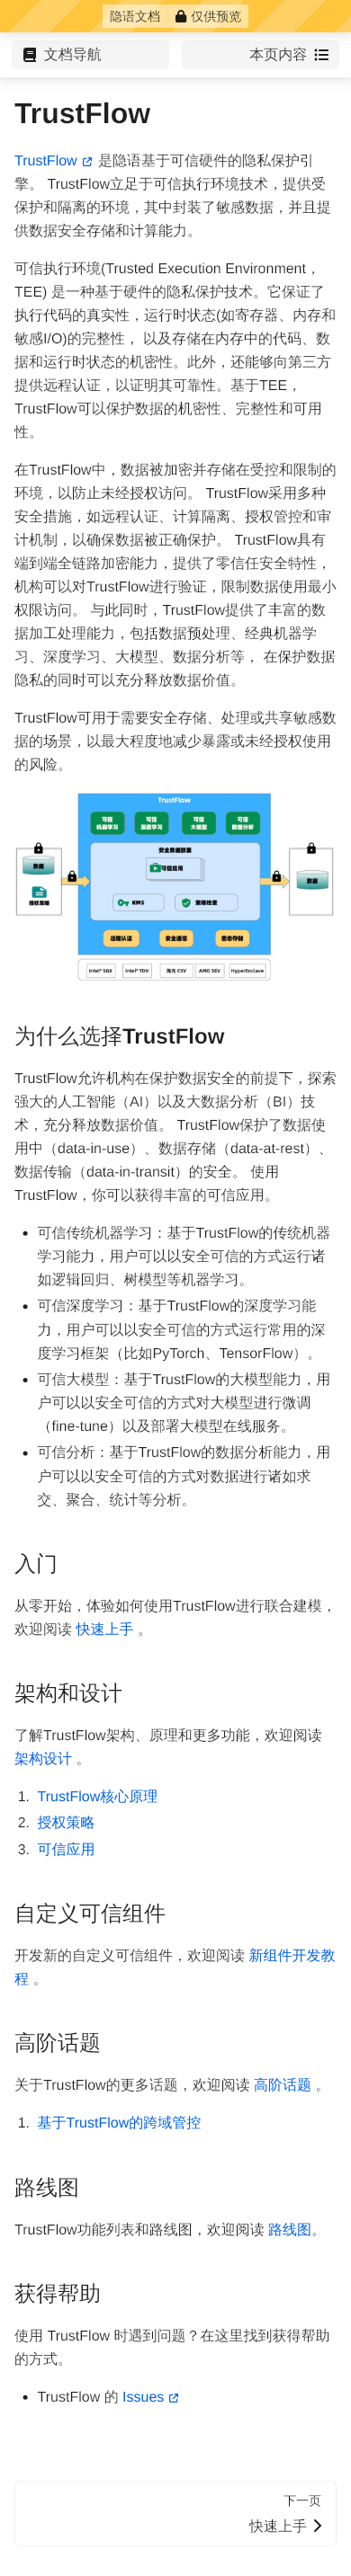 隐语文档 仅供预览
文档导航 本页内容
TrustFlow
TrustFlow 是隐语基于可信硬件的隐私保护引
擎。 TrustFlow立足于可信执行环境技术，提供受
保护和隔离的环境，其中封装了敏感数据，并且提
供数据安全存储和计算能力。
可信执行环境(Trusted Execution Environment，
TEE) 是一种基于硬件的隐私保护技术。它保证了
执行代码的真实性，运行时状态(如寄存器、内存和
敏感I/O)的完整性， 以及存储在内存中的代码、数
据和运行时状态的机密性。此外，还能够向第三方
提供远程认证，以证明其可靠性。基于TEE，
TrustFlow可以保护数据的机密性、完整性和可用
性。
在TrustFlow中，数据被加密并存储在受控和限制的
环境，以防止未经授权访问。 TrustFlow采用多种
安全措施，如远程认证、计算隔离、授权管控和审
计机制，以确保数据被正确保护。 TrustFlow具有
端到端全链路加密能力，提供了零信任安全特性，
机构可以对TrustFlow进行验证，限制数据使用最小
权限访问。 与此同时，TrustFlow提供了丰富的数
据加工处理能力，包括数据预处理、经典机器学
习、深度学习、大模型、数据分析等， 在保护数据
隐私的同时可以充分释放数据价值。
TrustFlow可用于需要安全存储、处理或共享敏感数
据的场景，以最大程度地减少暴露或未经授权使用
的风险。
TrustFlow
可信
机器学习
可信
深度学习
可信
大模型
可信
数据分析
安全数据胶囊
可信应用
数据
授权策略
数据
KMS
策略检查
远程认证
安全通信
密态存储
Intel® SGX
Intel® TDX
海光 CSV
AMD SEV
HyperEnclave
为什么选择TrustFlow
TrustFlow允许机构在保护数据安全的前提下，探索
强大的人工智能（AI）以及大数据分析（BI）技
术，充分释放数据价值。 TrustFlow保护了数据使
用中（data-in-use）、数据存储（data-at-rest）、
数据传输（data-in-transit）的安全。 使用
TrustFlow，你可以获得丰富的可信应用。
• 可信传统机器学习：基于TrustFlow的传统机器
学习能力，用户可以以安全可信的方式运行诸
如逻辑回归、树模型等机器学习。
• 可信深度学习：基于TrustFlow的深度学习能
力，用户可以以安全可信的方式运行常用的深
度学习框架（比如PyTorch、TensorFlow）。
• 可信大模型：基于TrustFlow的大模型能力，用
户可以以安全可信的方式对大模型进行微调
（fine-tune）以及部署大模型在线服务。
• 可信分析：基于TrustFlow的数据分析能力，用
户可以以安全可信的方式对数据进行诸如求
交、聚合、统计等分析。
入门
从零开始，体验如何使用TrustFlow进行联合建模，
欢迎阅读 快速上手 。
架构和设计
了解TrustFlow架构、原理和更多功能，欢迎阅读
架构设计 。
1. TrustFlow核心原理
2. 授权策略
3. 可信应用
自定义可信组件
开发新的自定义可信组件，欢迎阅读 新组件开发教
程 。
高阶话题
关于TrustFlow的更多话题，欢迎阅读 高阶话题 。
1. 基于TrustFlow的跨域管控
路线图
TrustFlow功能列表和路线图，欢迎阅读 路线图。
获得帮助
使用 TrustFlow 时遇到问题？在这里找到获得帮助
的方式。
• TrustFlow 的 Issues
下一页
快速上手